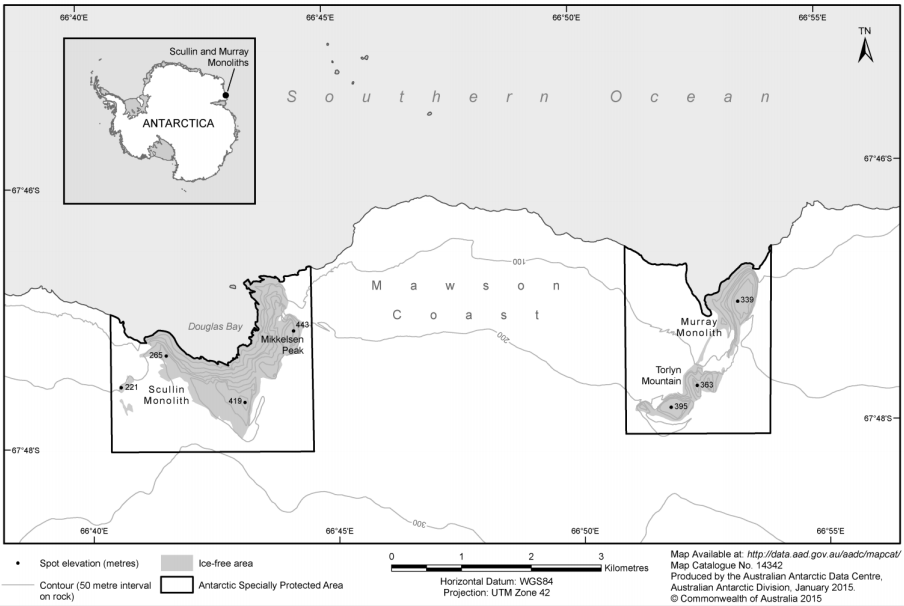 66°40'E
66°45'E
66°50'E
66°55'E
TN
Scullin and Murray
Monoliths
ANTARCTICA
Southern Ocean
67°46'S
67°46'S
100
Mawson
Coast
339
Murray
Monolith
Douglas Bay
443
Mikkelsen
Peak
265
200
Torlyn
Mountain
363
221
Scullin
Monolith
419
395
67°48'S
67°48'S
300
66°40'E
66°45'E
66°50'E
66°55'E
Spot elevation (metres)
Ice-free area
Contour (50 metre interval
on rock)
Antarctic Specially Protected Area
0 1 2 3
Kilometres
Horizontal Datum: WGS84
Projection: UTM Zone 42
Map Available at: http://data.aad.gov.au/aadc/mapcat/
Map Catalogue No. 14342
Produced by the Australian Antarctic Data Centre,
Australian Antarctic Division, January 2015.
© Commonwealth of Australia 2015